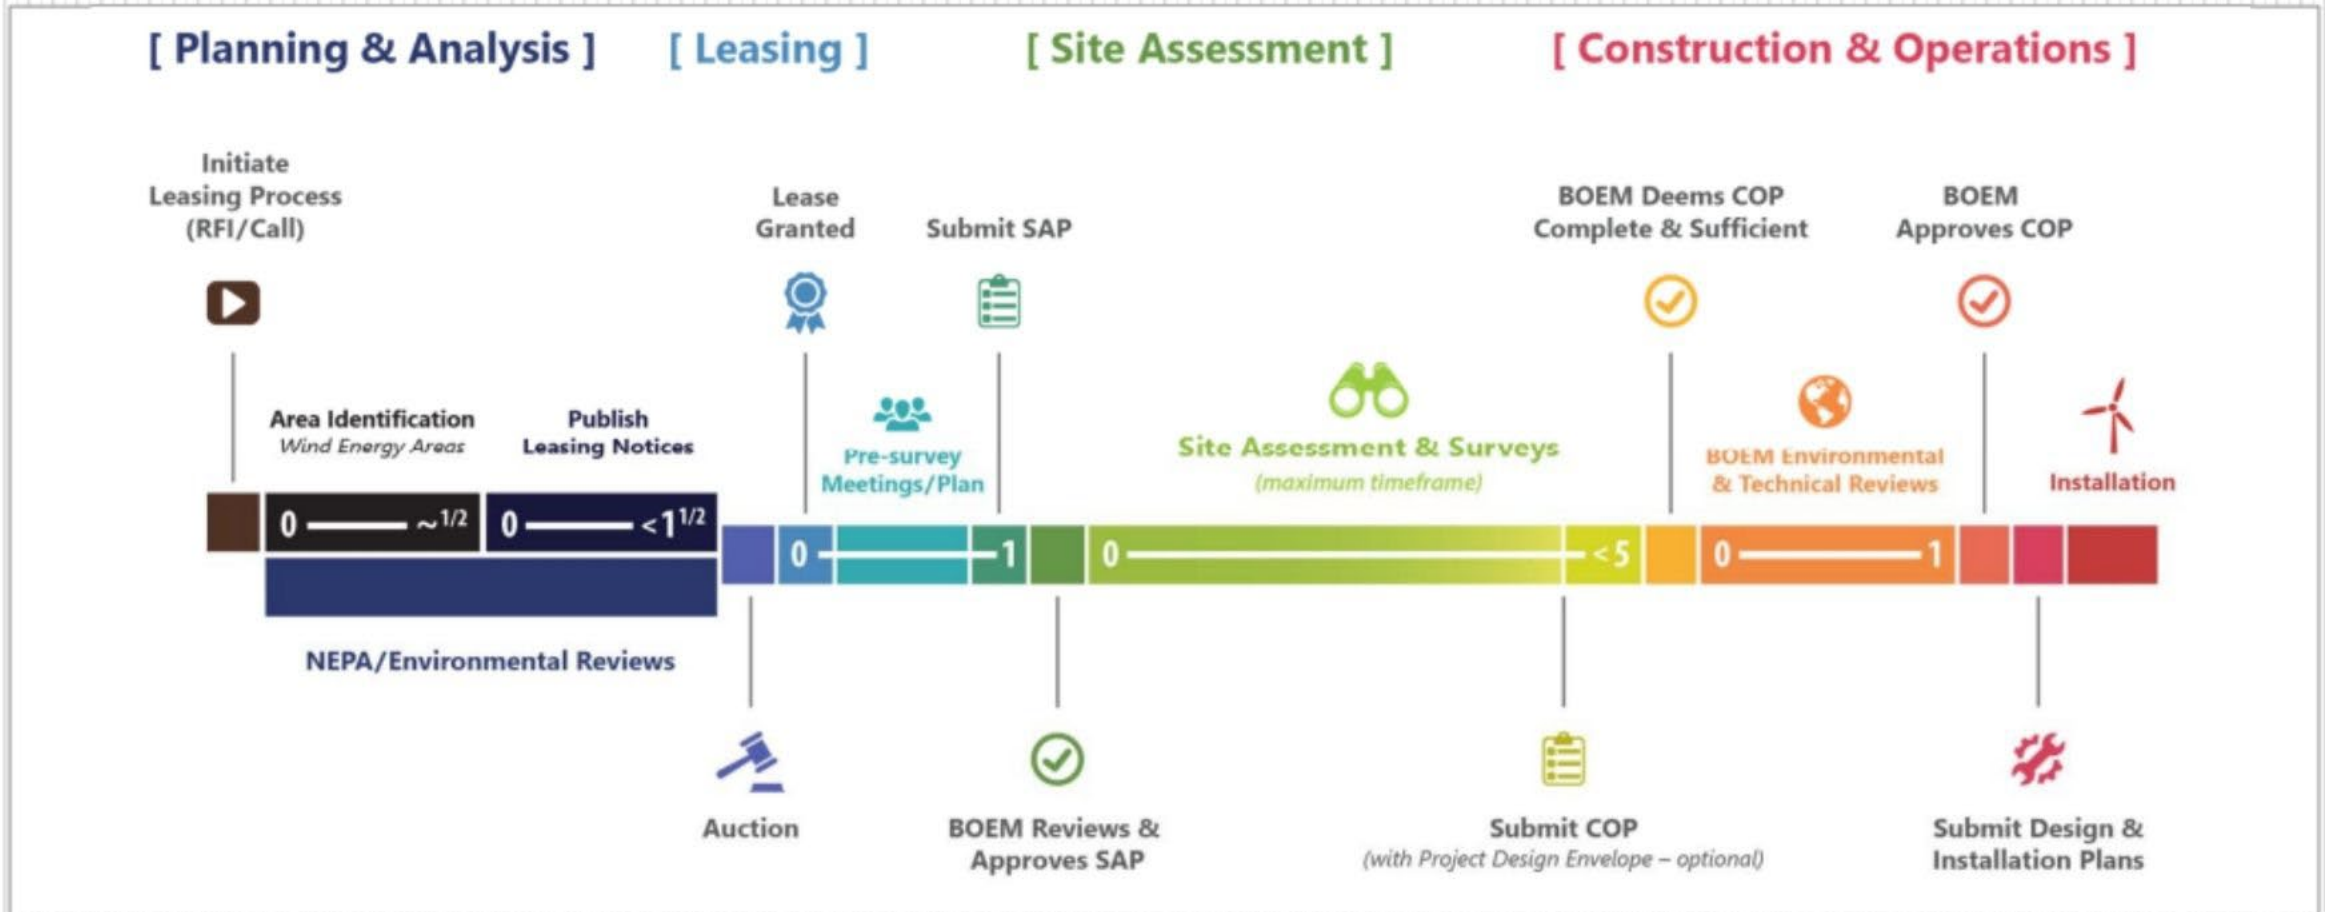 [ Planning & Analysis ]
[ Leasing ]
[ Site Assessment ]
[ Construction & Operations ]
Initiate
Leasing Process
(RFI/Call)
Lease
Granted
Submit SAP
BOEM Deems COP
Complete & Sufficient
BOEM
Approves COP
Area Identification
Wind Energy Areas
Publish
Leasing Notices
Pre-survey
Meetings/Plan
Site Assessment & Surveys
(maximum timeframe)
BOEM Environmental
& Technical Reviews
Installation
0 ~1/2
0 <1 1/2
0 1
0 <5
0 1
NEPA/Environmental Reviews
Auction
BOEM Reviews &
Approves SAP
Submit COP
(with Project Design Envelope – optional)
Submit Design &
Installation Plans